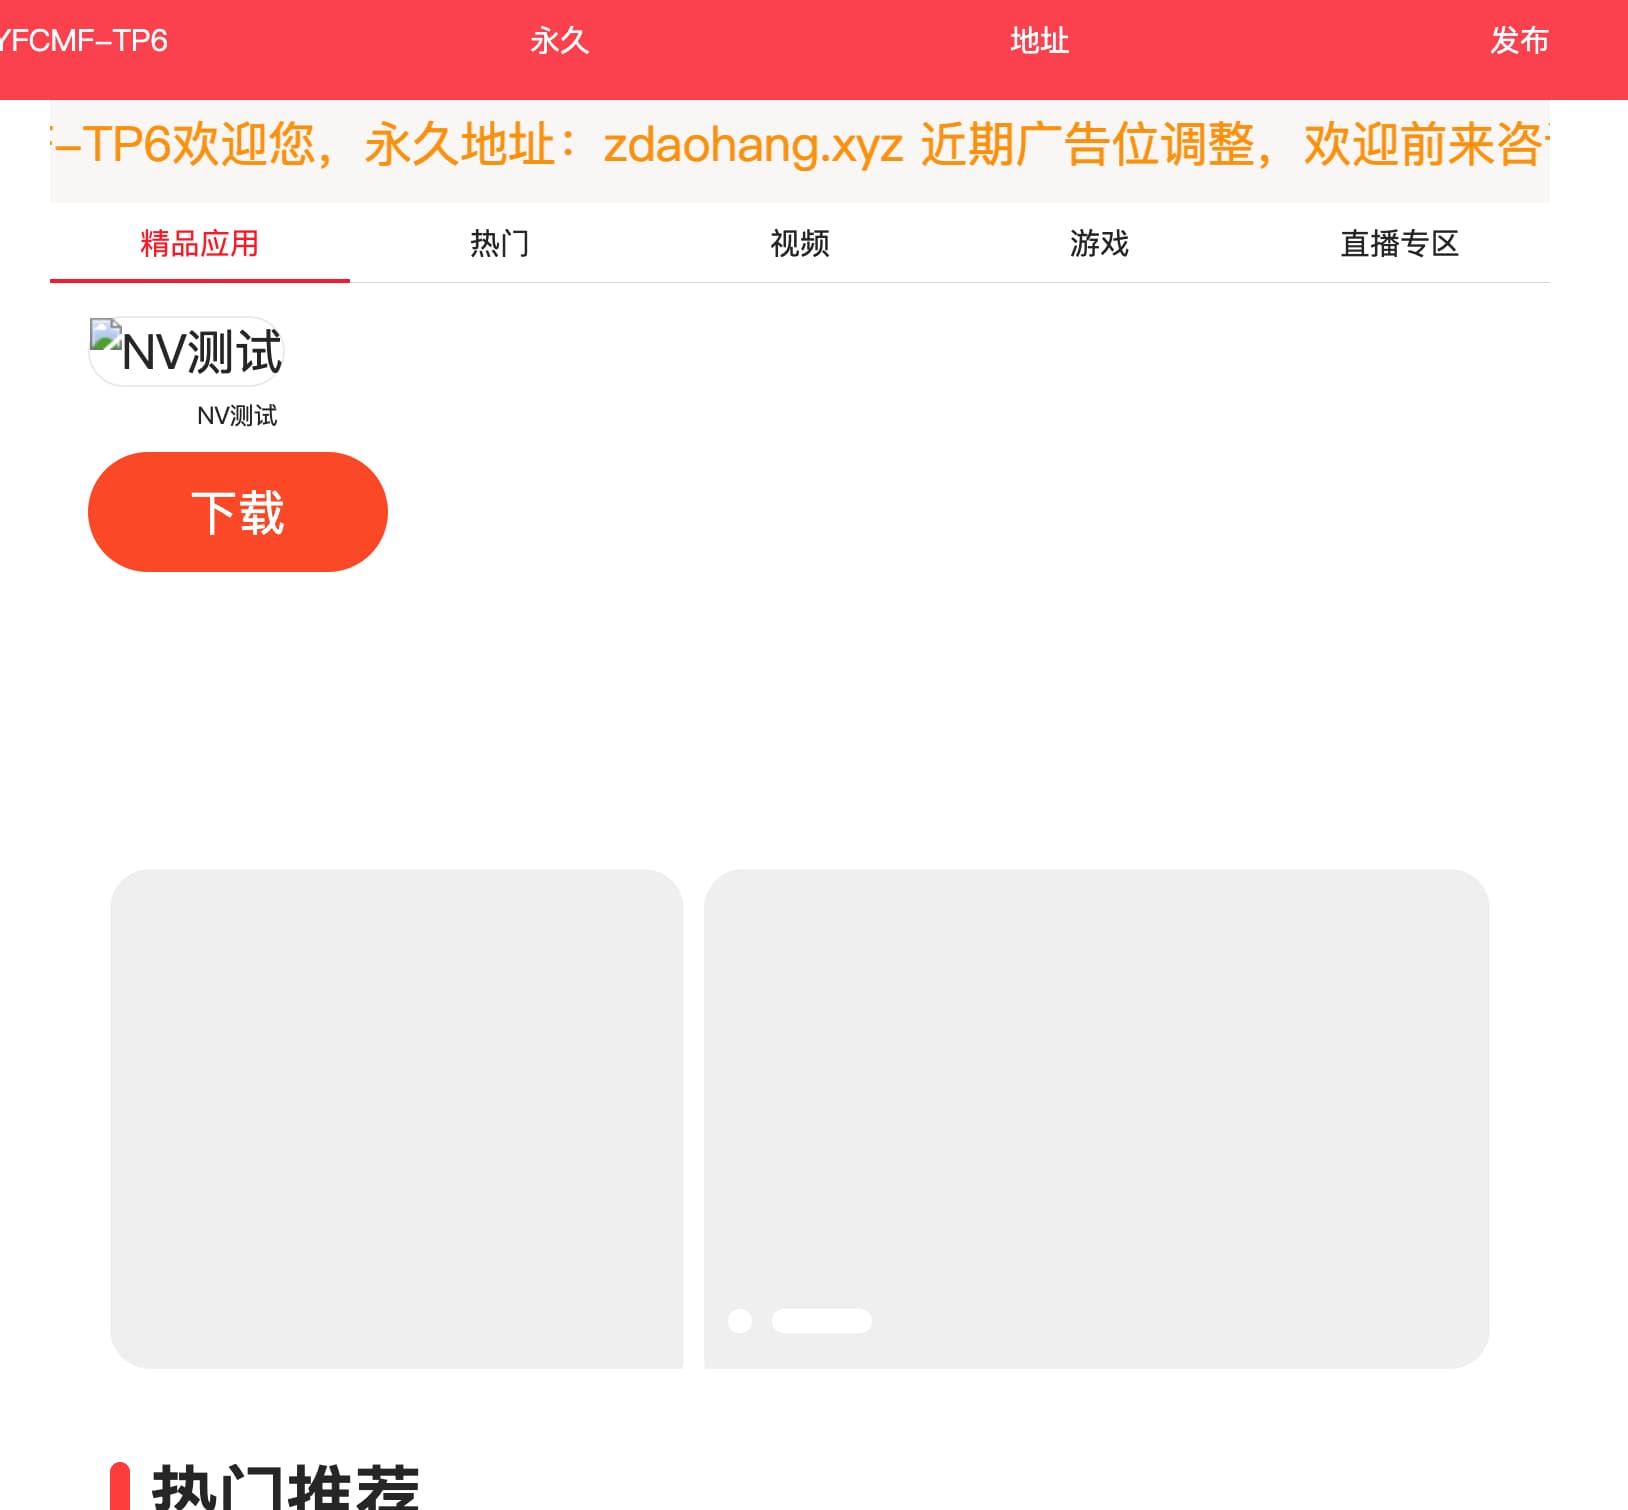 YFCMF-TP6 永久 地址 发布
-TP6欢迎您，永久地址：zdaohang.xyz 近期广告位调整，欢迎前来咨
精品应用 热门 视频 游戏 直播专区
NV测试
NV测试
下载
热门推荐